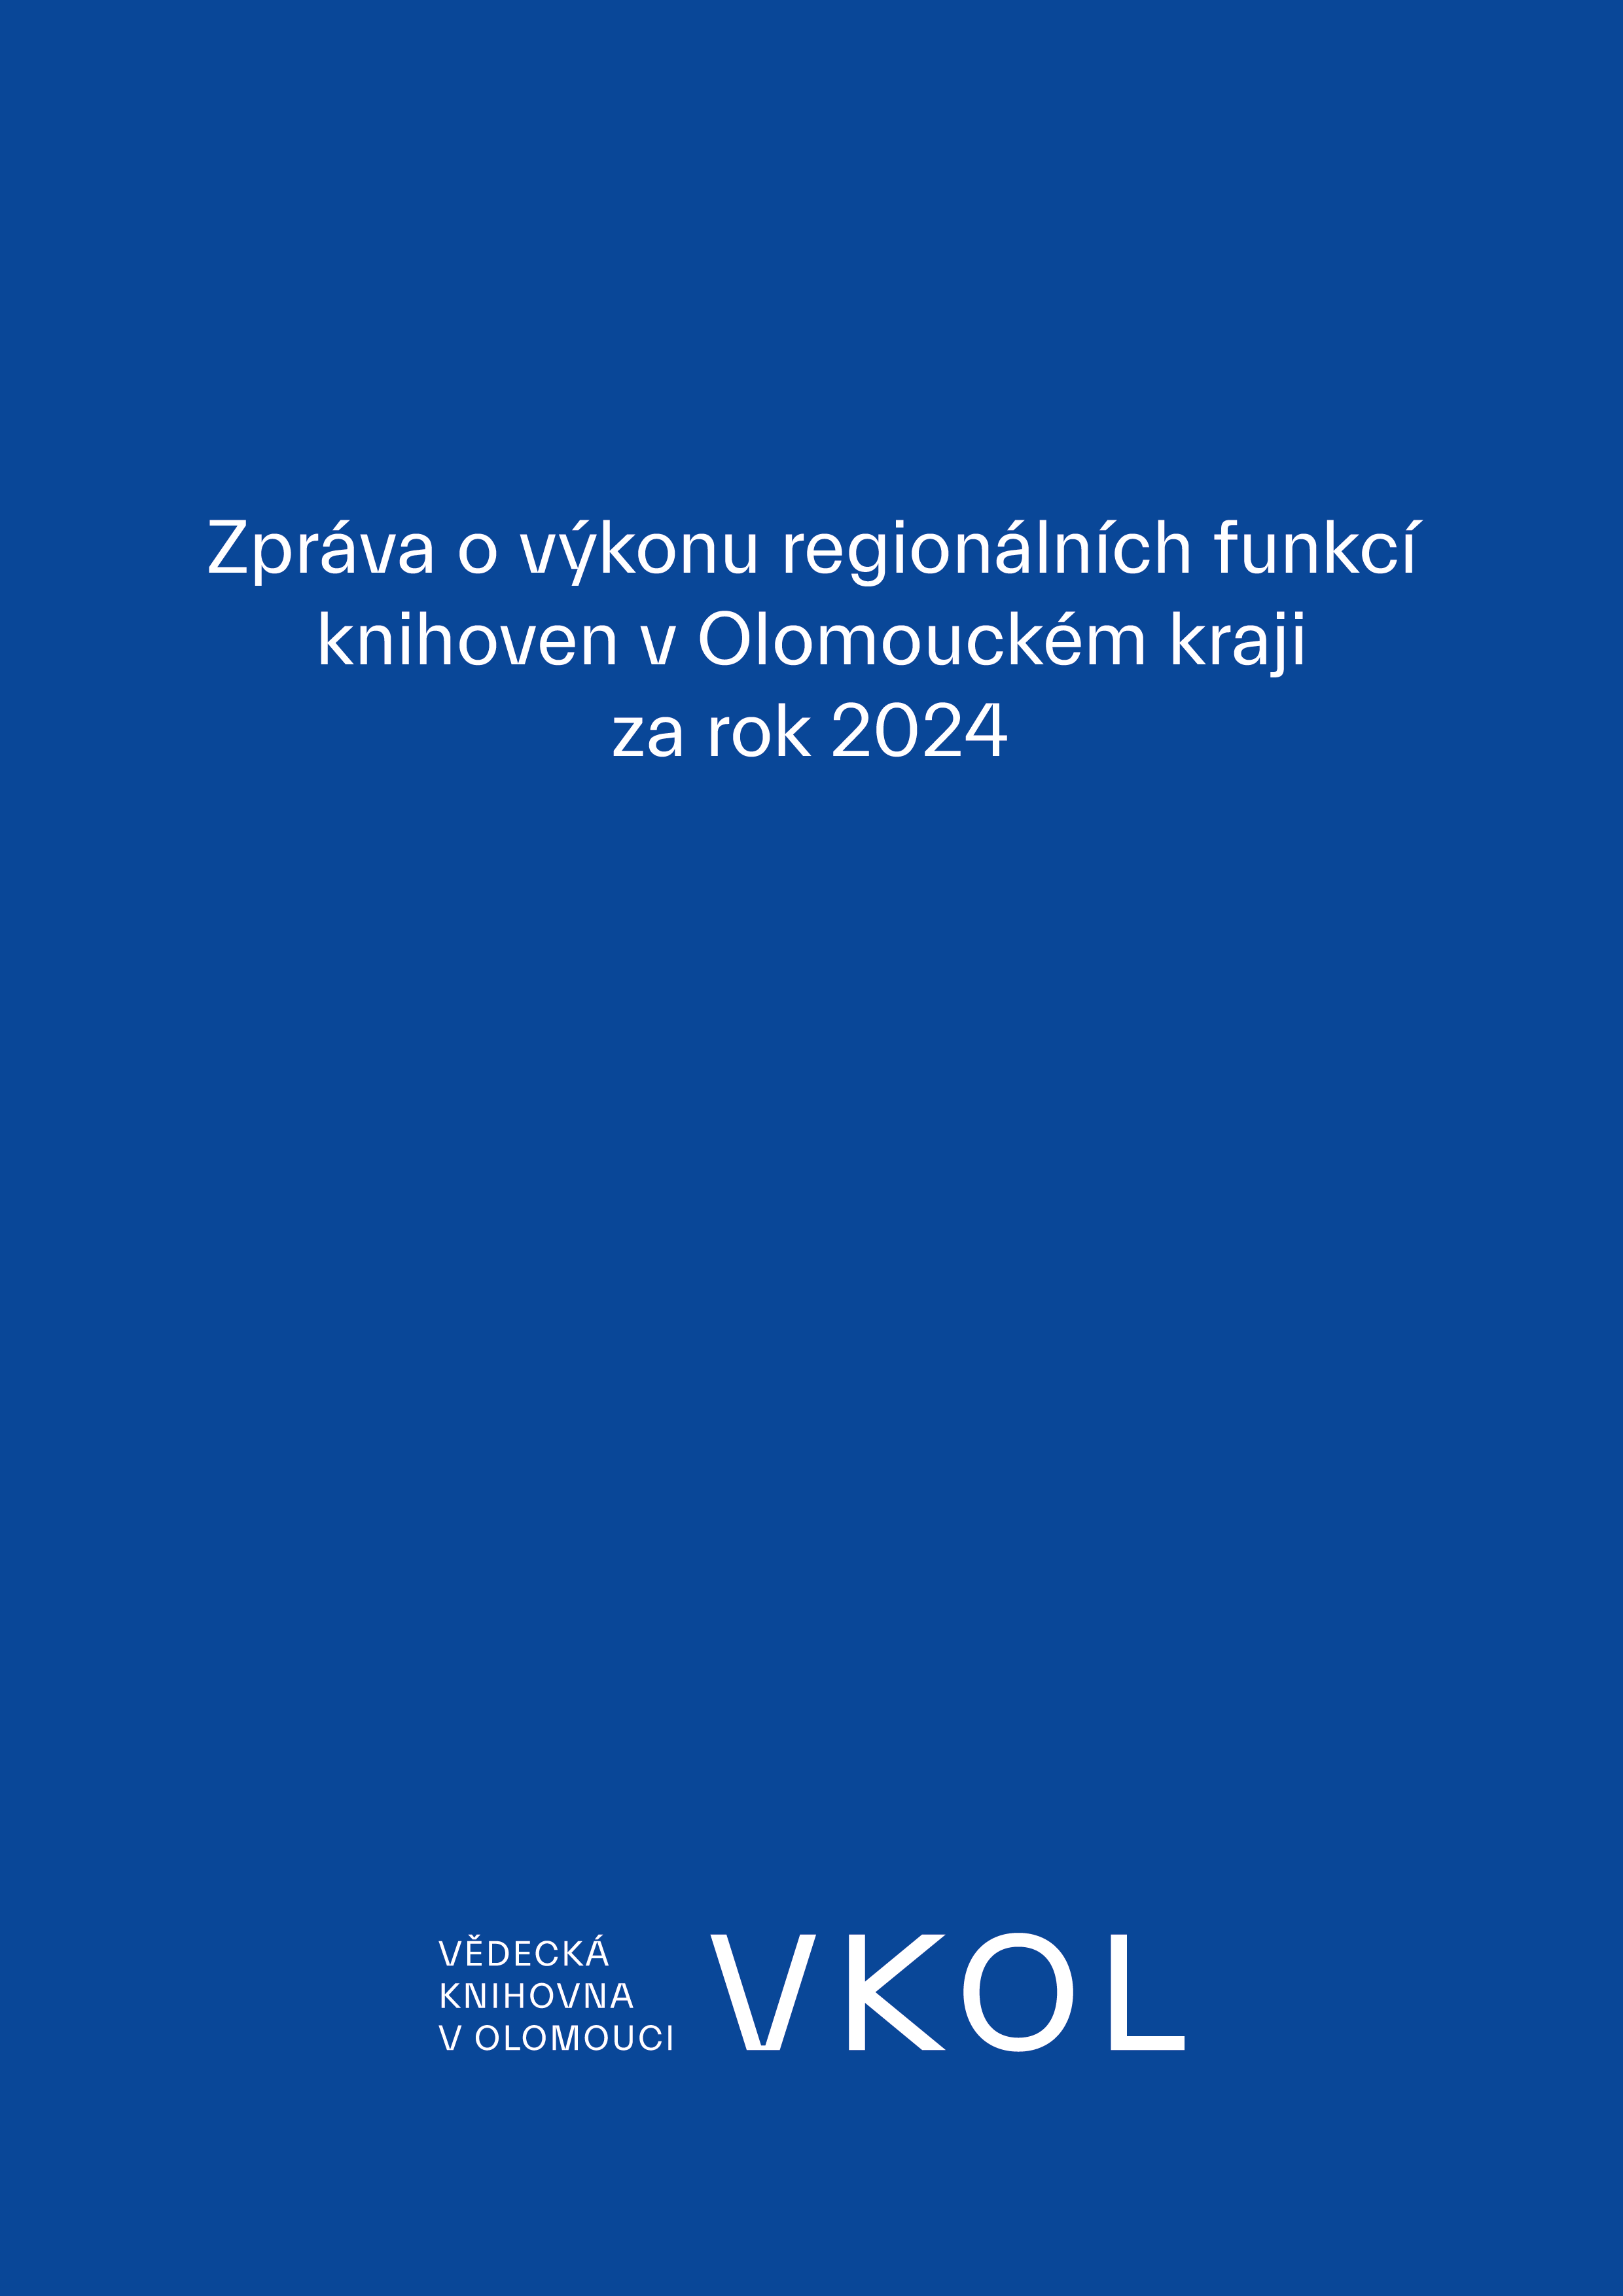 Zpráva o výkonu regionálních funkcí
knihoven v Olomouckém kraji
za rok 2024
VĚDECKÁ
KNIHOVNA
V OLOMOUCI
VKOL